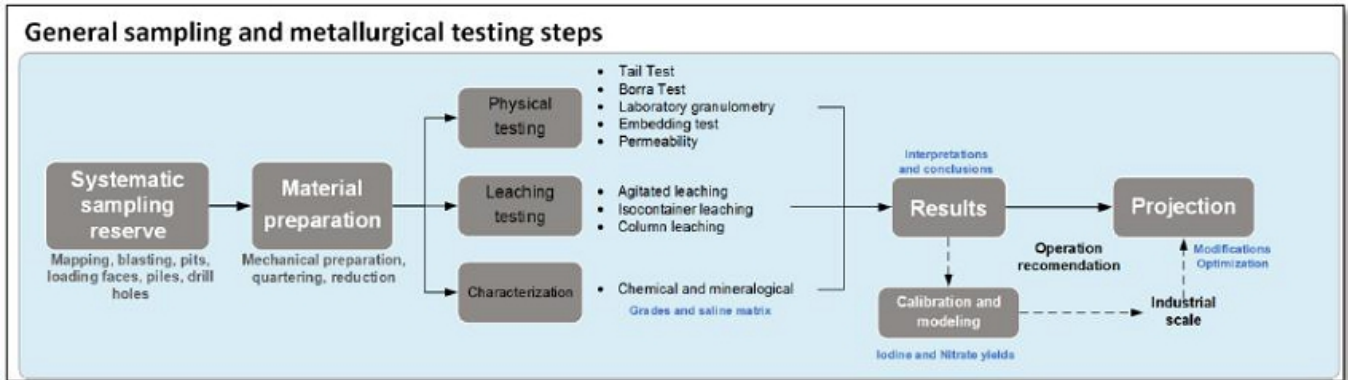 General sampling and metallurgical testing steps
Systematic
sampling
reserve
Mapping, blasting, pits,
loading faces, piles, drill
holes
Material
preparation
Mechanical preparation,
quartering, reduction
Physical
testing
• Tail Test
• Borra Test
• Laboratory granulometry
• Embedding test
• Permeability
Leaching
testing
• Agitated leaching
• Isocontainer leaching
• Column leaching
Characterization
• Chemical and mineralogical
Grades and saline matrix
Interpretations
and conclusions
Results
Operation
recomendation
Projection
Modifications
Optimization
Calibration and
modeling
Iodine and Nitrate yields
Industrial
scale